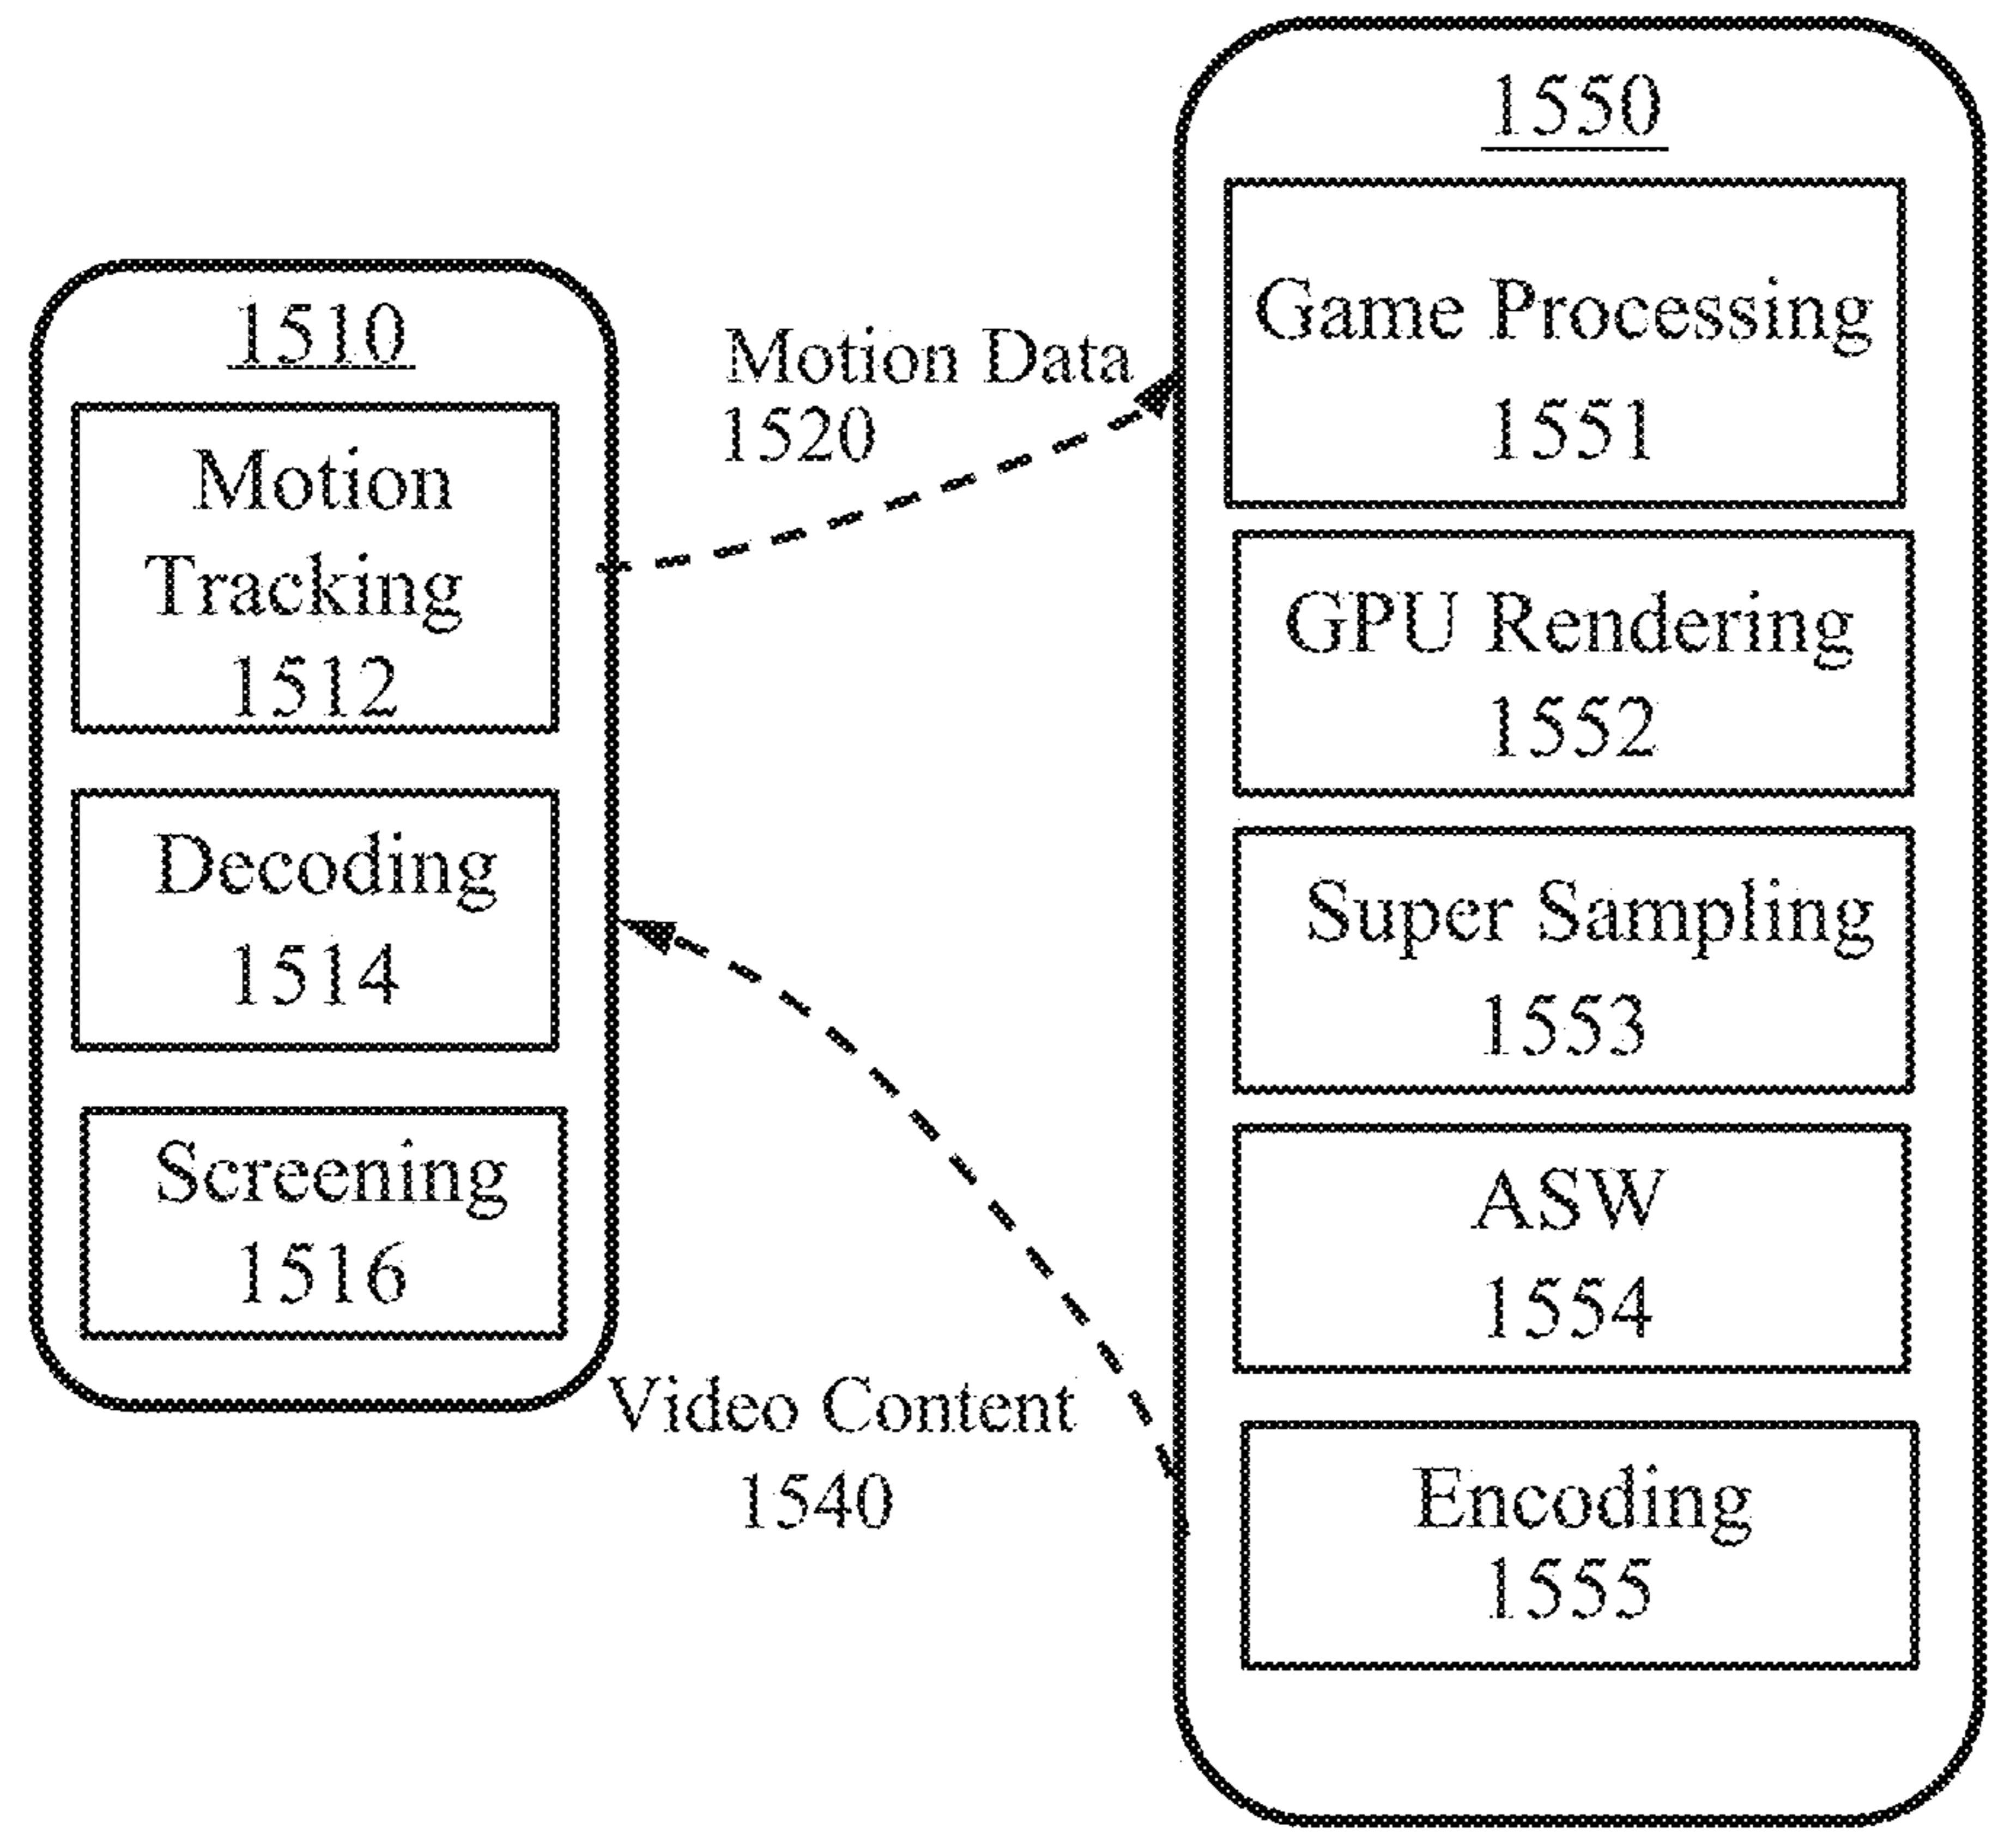 1510
Motion
Tracking
1512
Decoding
1514
Screening
1516
Motion Data
1520
Video Content
1540
1550
Game Processing
1551
GPU Rendering
1552
Super Sampling
1553
ASW
1554
Encoding
1555